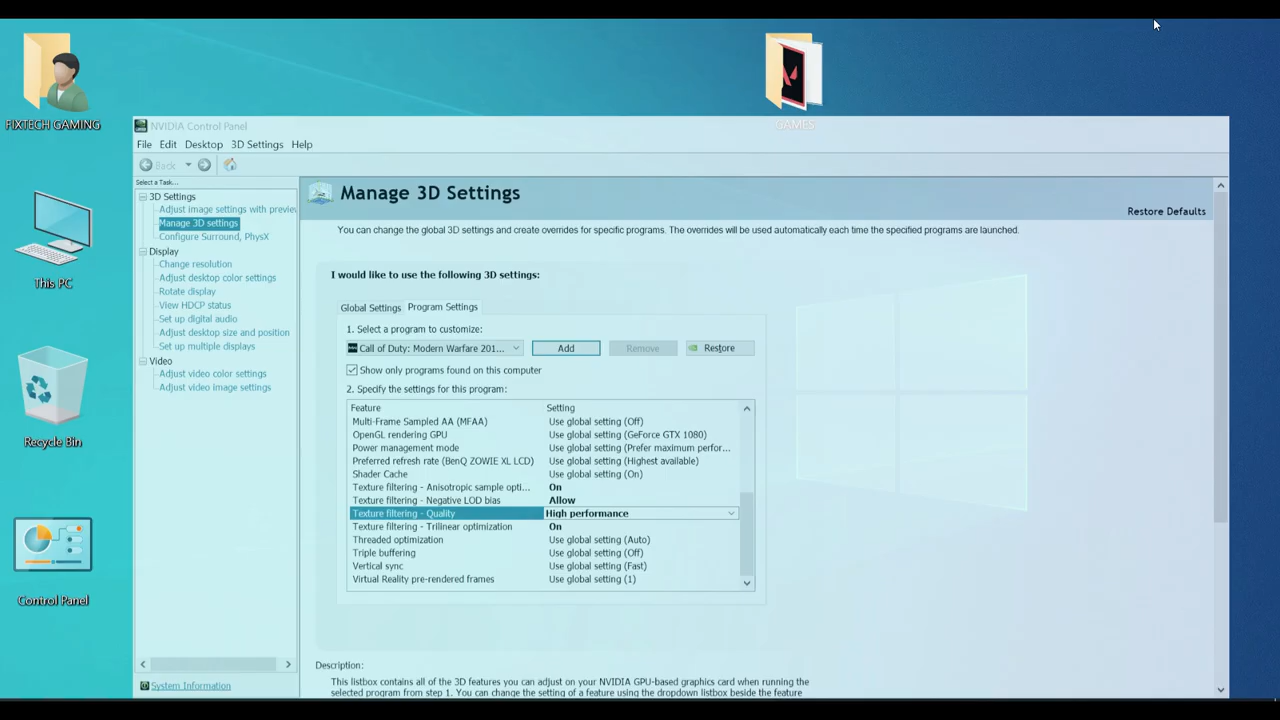 FIXTECH GAMING
GAMES
NVIDIA Control Panel
File Edit Desktop 3D Settings Help
Back
Select a Task...
3D Settings
Adjust image settings with preview
Manage 3D settings
Configure Surround, PhysX
Display
Change resolution
Adjust desktop color settings
Rotate display
View HDCP status
Set up digital audio
Adjust desktop size and position
Set up multiple displays
Video
Adjust video color settings
Adjust video image settings
System Information
This PC
Recycle Bin
Control Panel
Manage 3D Settings
Restore Defaults
You can change the global 3D settings and create overrides for specific programs. The overrides will be used automatically each time the specified programs are launched.
I would like to use the following 3D settings:
Global Settings Program Settings
1. Select a program to customize:
Call of Duty: Modern Warfare 201... Add Remove Restore
Show only programs found on this computer
2. Specify the settings for this program:
Feature Setting
Multi-Frame Sampled AA (MFAA) Use global setting (Off)
OpenGL rendering GPU Use global setting (GeForce GTX 1080)
Power management mode Use global setting (Prefer maximum perfor...
Preferred refresh rate (BenQ ZOWIE XL LCD) Use global setting (Highest available)
Shader Cache Use global setting (On)
Texture filtering - Anisotropic sample opti... On
Texture filtering - Negative LOD bias Allow
Texture filtering - Quality High performance
Texture filtering - Trilinear optimization On
Threaded optimization Use global setting (Auto)
Triple buffering Use global setting (Off)
Vertical sync Use global setting (Fast)
Virtual Reality pre-rendered frames Use global setting (1)
Description:
This listbox contains all of the 3D features you can adjust on your NVIDIA GPU-based graphics card when running the
selected program from step 1. You can change the setting of a feature using the dropdown listbox beside the feature